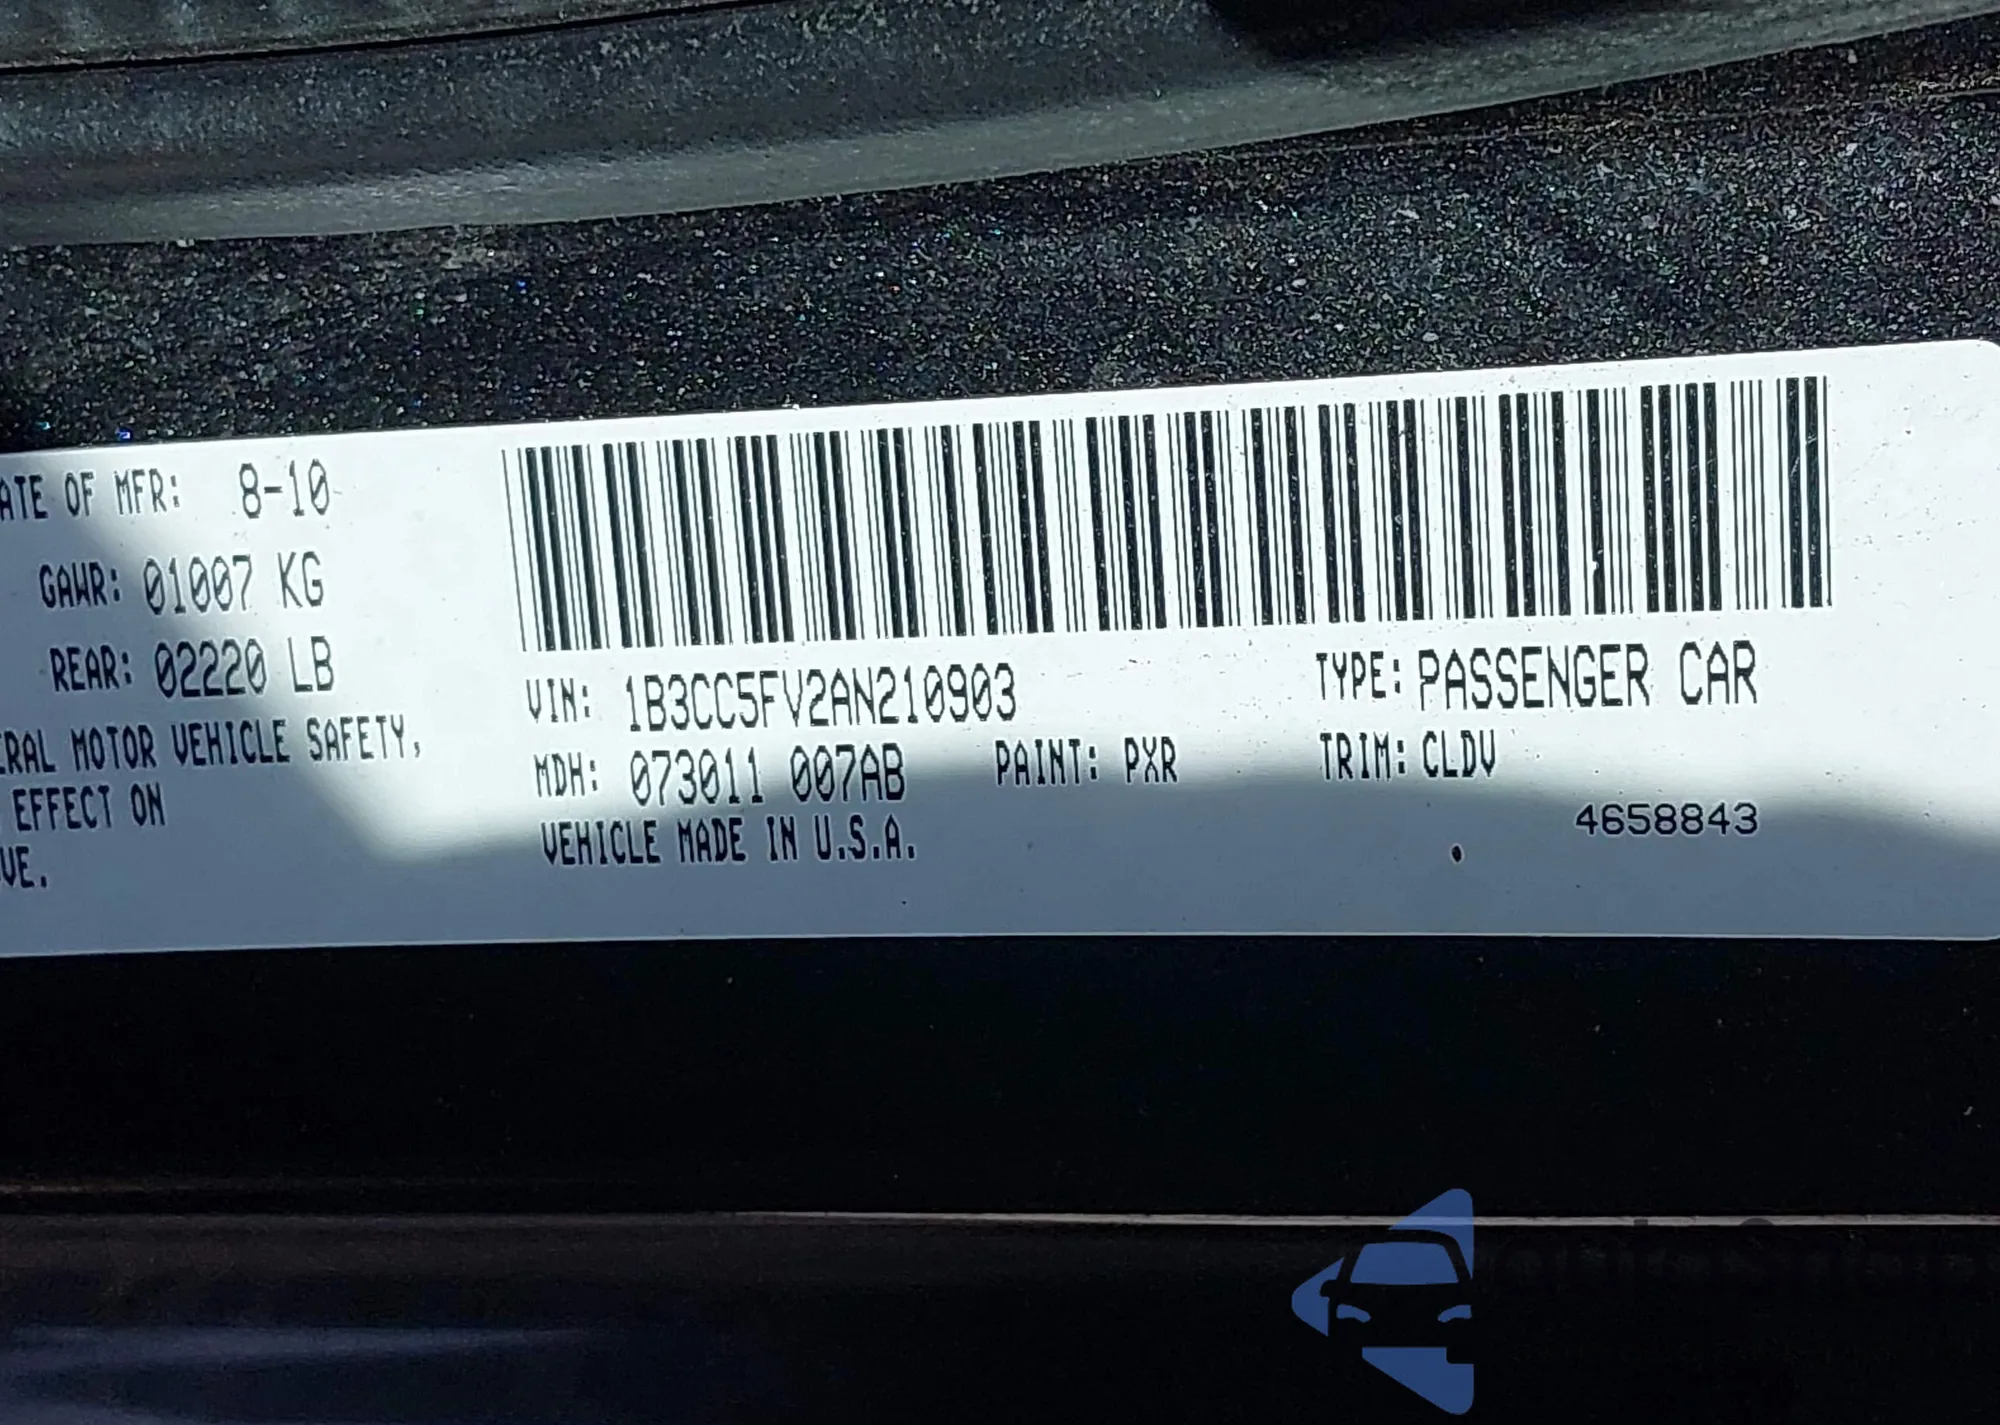 ATE OF MFR: 8-10
GAWR: 01007 KG
REAR: 02220 LB
ERAL MOTOR VEHICLE SAFETY,
EFFECT ON
VE.
VIN: 1B3CC5FV2AN210903
TYPE: PASSENGER CAR
MDH: 073011 007AB PAINT: PXR TRIM: CLDV
VEHICLE MADE IN U.S.A.
4658843